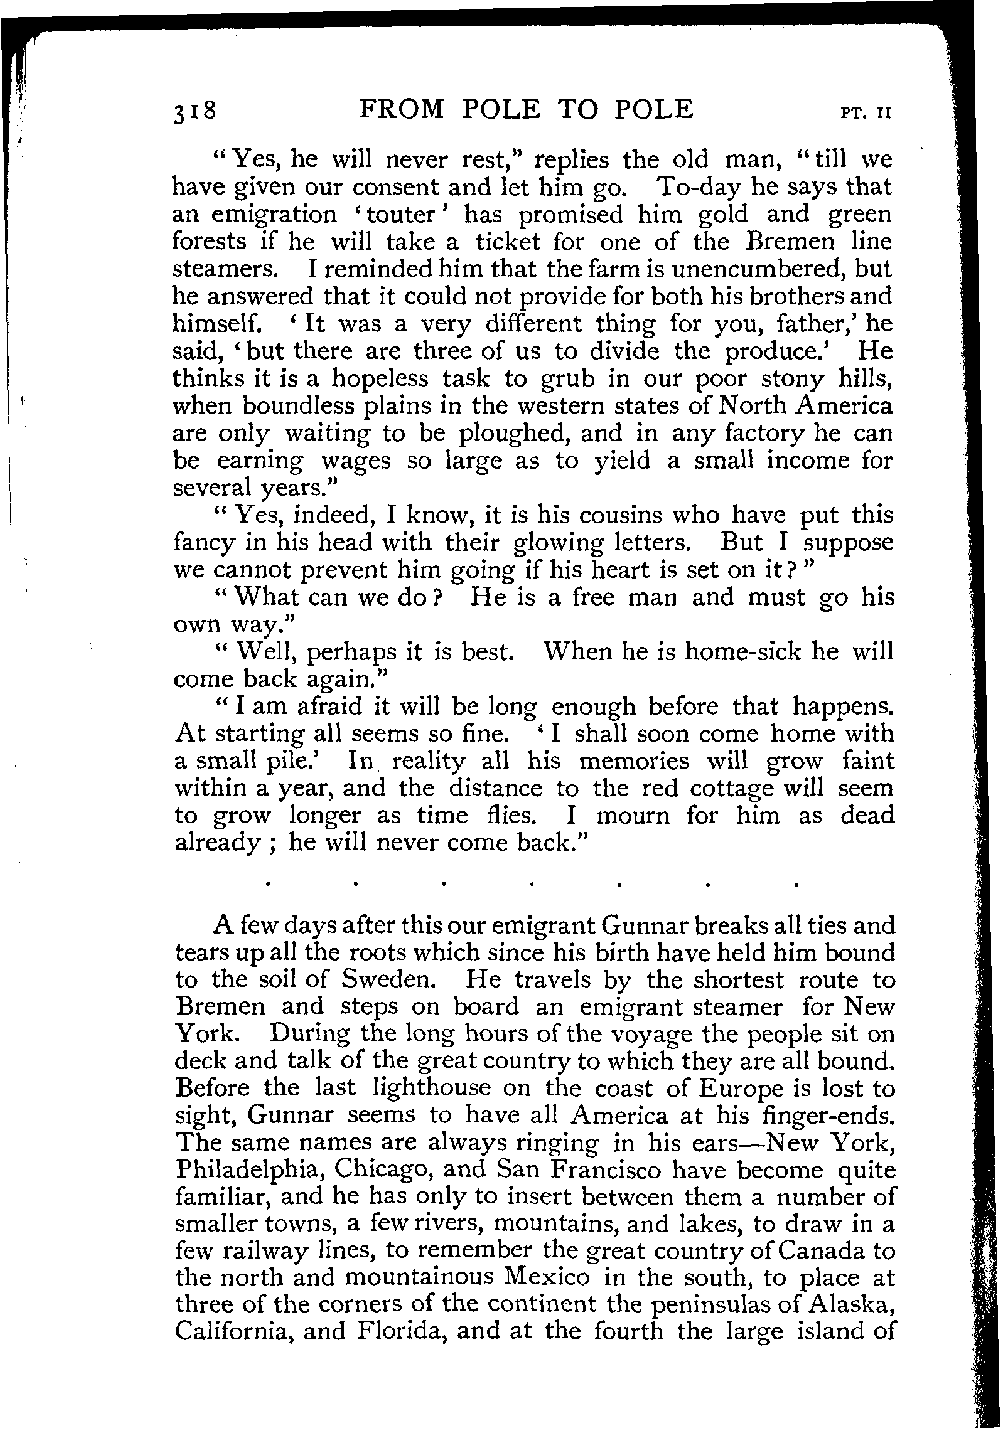 318 FROM POLE TO POLE PT. II
“Yes, he will never rest,” replies the old man, “till we
have given our consent and let him go. To-day he says that
an emigration ‘touter’ has promised him gold and green
forests if he will take a ticket for one of the Bremen line
steamers. I reminded him that the farm is unencumbered, but
he answered that it could not provide for both his brothers and
himself. ‘It was a very different thing for you, father,’ he
said, ‘but there are three of us to divide the produce.’ He
thinks it is a hopeless task to grub in our poor stony hills,
when boundless plains in the western states of North America
are only waiting to be ploughed, and in any factory he can
be earning wages so large as to yield a small income for
several years.”
“Yes, indeed, I know, it is his cousins who have put this
fancy in his head with their glowing letters. But I suppose
we cannot prevent him going if his heart is set on it?”
“What can we do? He is a free man and must go his
own way.”
“Well, perhaps it is best. When he is home-sick he will
come back again.”
“I am afraid it will be long enough before that happens.
At starting all seems so fine. ‘I shall soon come home with
a small pile.’ In reality all his memories will grow faint
within a year, and the distance to the red cottage will seem
to grow longer as time flies. I mourn for him as dead
already; he will never come back.”
. . . . . . .
A few days after this our emigrant Gunnar breaks all ties and
tears up all the roots which since his birth have held him bound
to the soil of Sweden. He travels by the shortest route to
Bremen and steps on board an emigrant steamer for New
York. During the long hours of the voyage the people sit on
deck and talk of the great country to which they are all bound.
Before the last lighthouse on the coast of Europe is lost to
sight, Gunnar seems to have all America at his finger-ends.
The same names are always ringing in his ears—New York,
Philadelphia, Chicago, and San Francisco have become quite
familiar, and he has only to insert between them a number of
smaller towns, a few rivers, mountains, and lakes, to draw in a
few railway lines, to remember the great country of Canada to
the north and mountainous Mexico in the south, to place at
three of the corners of the continent the peninsulas of Alaska,
California, and Florida, and at the fourth the large island of